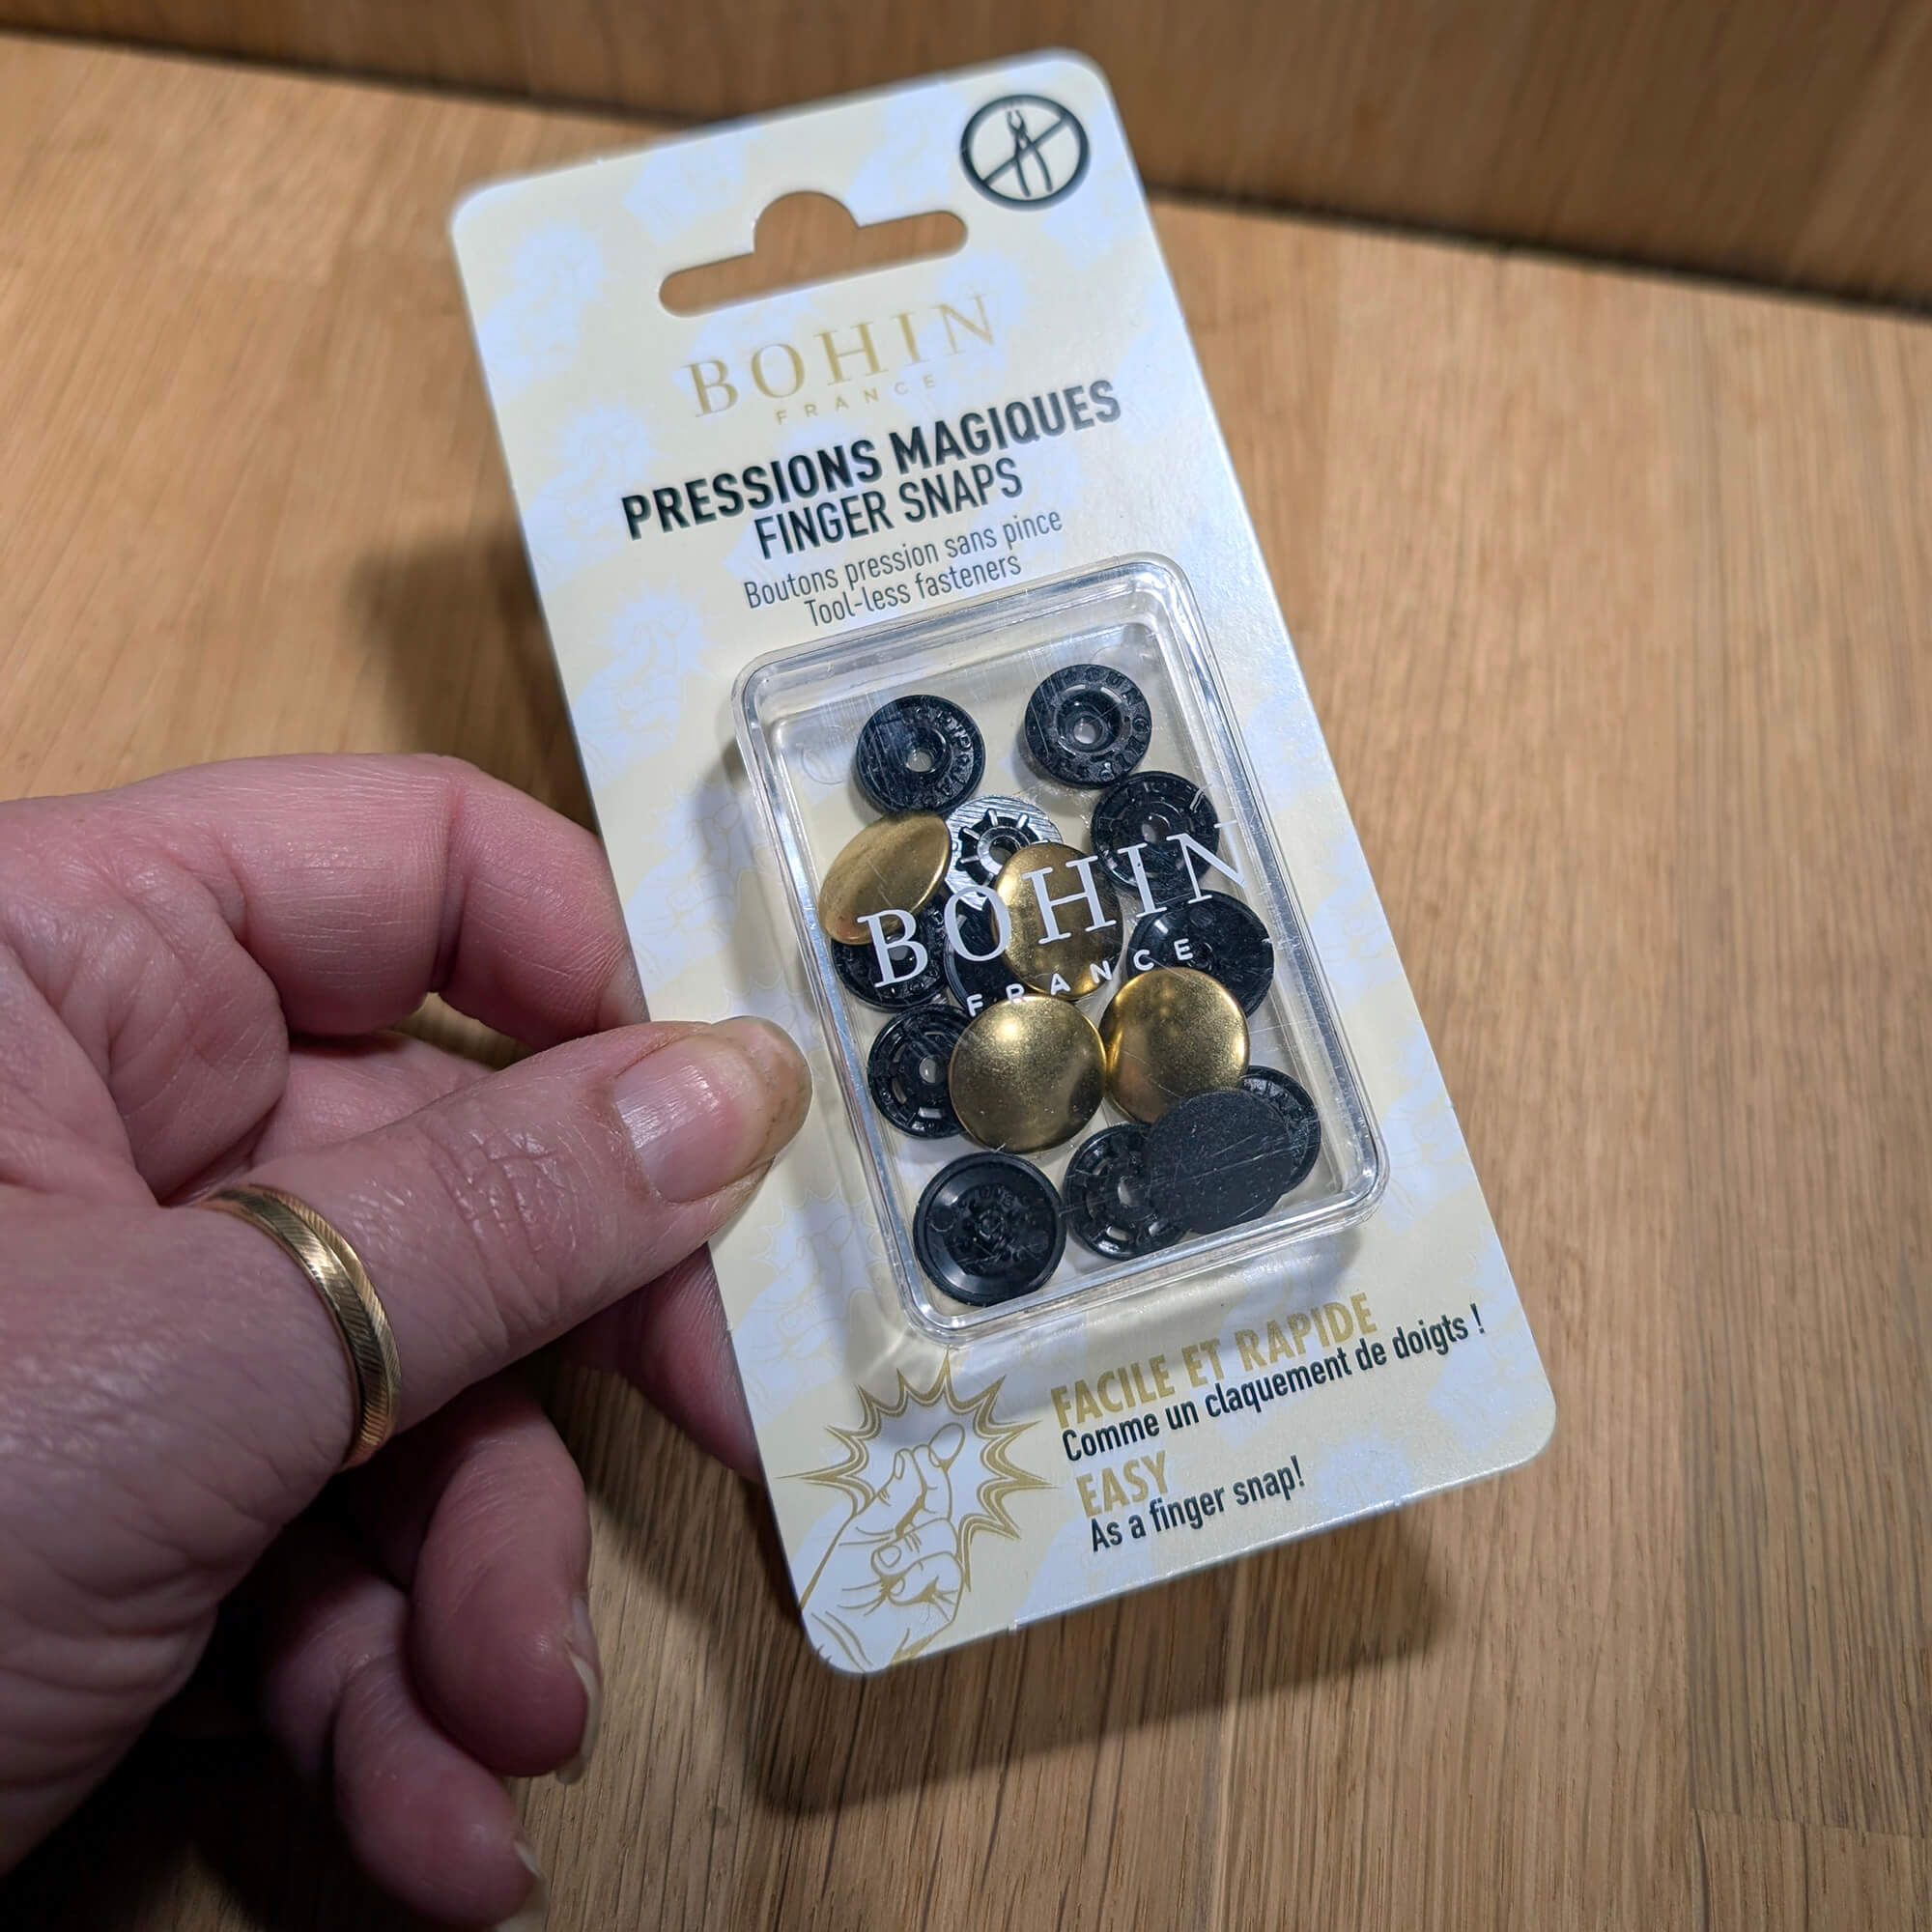 BOHIN
FRANCE
PRESSIONS MAGIQUES
FINGER SNAPS
Boutons pression sans pince
Tool-less fasteners
BOHIN
FRANCE
FACILE ET RAPIDE
Comme un claquement de doigts !
EASY
As a finger snap!